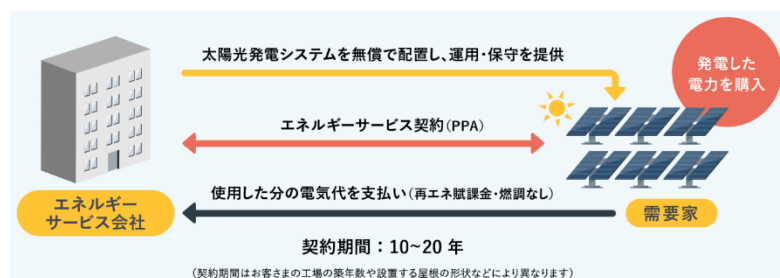 太陽光発電システムを無償で配置し、運用・保守を提供
発電した
電力を購入
エネルギーサービス契約(PPA)
エネルギー
サービス会社
使用した分の電気代を支払い(再エネ賦課金・燃調なし)
需要家
契約期間：10~20 年
(契約期間はお客さまの工場の築年数や設置する屋根の形状などにより異なります)